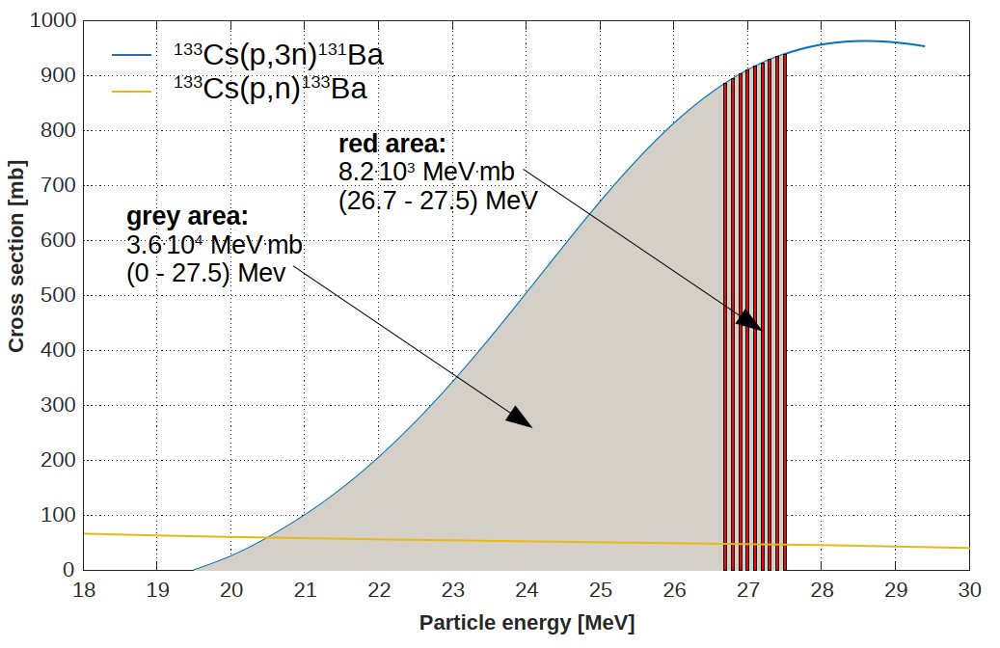 1000
900
800
700
600
500
400
300
200
100
0
Cross section [mb]
¹³³Cs(p,3n)¹³¹Ba
¹³³Cs(p,n)¹³³Ba
red area:
8.2·10³ MeV·mb
(26.7 - 27.5) MeV
grey area:
3.6·10⁴ MeV·mb
(0 - 27.5) Mev
18 19 20 21 22 23 24 25 26 27 28 29 30
Particle energy [MeV]